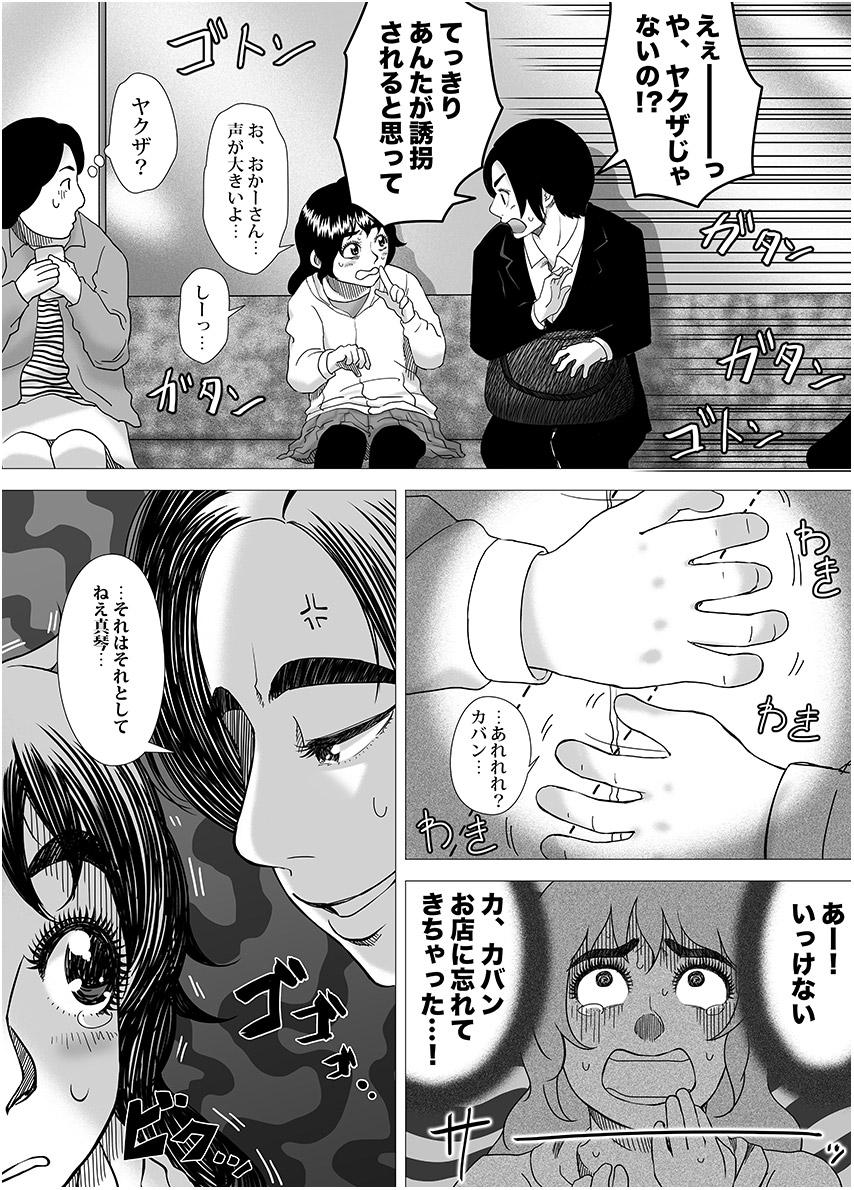 えぇーーーっ
や、ヤクザじゃ
ないの!?
てっきり
あんたが誘拐
されると思って
お、おかーさん…
声が大きいよ…
しーっ…
ヤクザ？
ゴトン
ガタン
ガタン
ガタン
ゴトン
わき
わき
わき
…あれれれ？
カバン…
あー！
いっけない
カ、カバン
お店に忘れて
きちゃった…！
サーッ
…それはそれとして
ねえ真琴…
ゴゴゴ…
ビタ…ッ